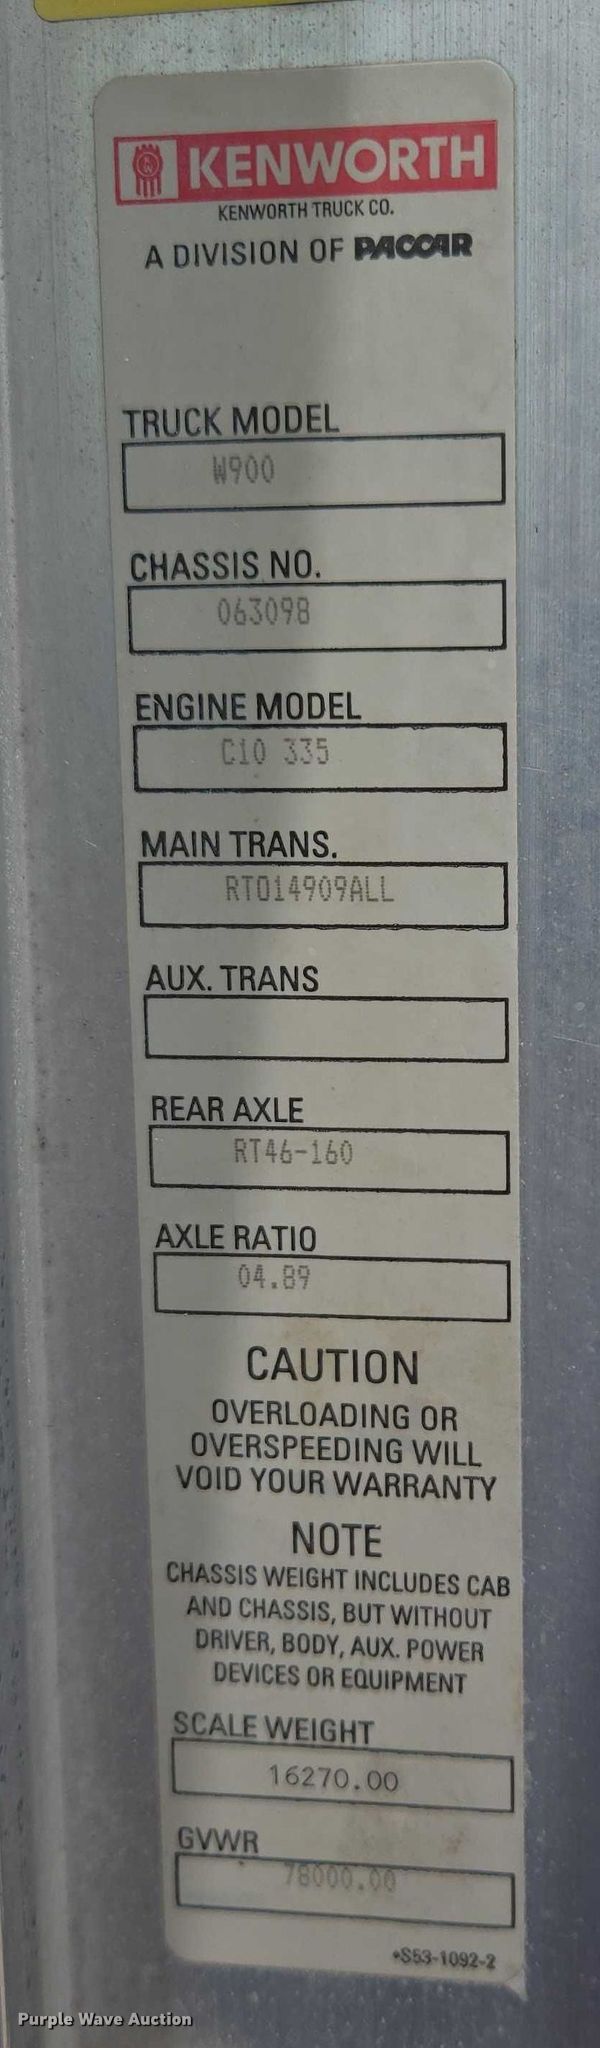 KENWORTH
KENWORTH TRUCK CO.
A DIVISION OF PACCAR
TRUCK MODEL
W900
CHASSIS NO.
063098
ENGINE MODEL
C10 335
MAIN TRANS.
RTO14909ALL
AUX. TRANS
REAR AXLE
RT46-160
AXLE RATIO
04.89
CAUTION
OVERLOADING OR
OVERSPEEDING WILL
VOID YOUR WARRANTY
NOTE
CHASSIS WEIGHT INCLUDES CAB
AND CHASSIS, BUT WITHOUT
DRIVER, BODY, AUX. POWER
DEVICES OR EQUIPMENT
SCALE WEIGHT
16270.00
GVWR
78000.00
*S53-1092-2
Purple Wave Auction